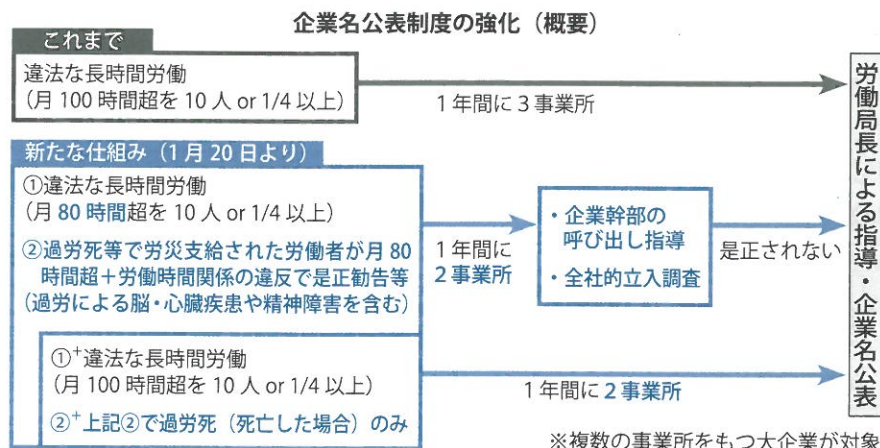 企業名公表制度の強化(概要)
これまで
違法な長時間労働
(月100時間超を10人 or 1/4以上)
1年間に3事業所
新たな仕組み(1月20日より)
①違法な長時間労働
(月80時間超を10人 or 1/4以上)
②過労死等で労災支給された労働者が月80
時間超+労働時間関係の違反で是正勧告等
(過労による脳・心臓疾患や精神障害を含む)
1年間に
2事業所
・企業幹部の
呼び出し指導
・全社的立入調査
是正されない
①⁺違法な長時間労働
(月100時間超を10人 or 1/4以上)
②⁺上記②で過労死(死亡した場合)のみ
1年間に2事業所
労働局長による指導・企業名公表
※複数の事業所をもつ大企業が対象